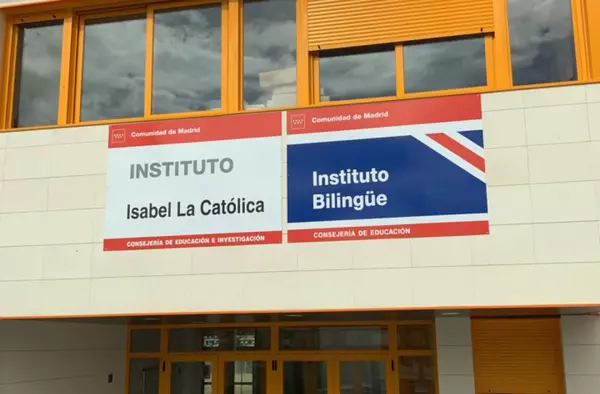 Comunidad de Madrid
INSTITUTO
Isabel La Católica
CONSEJERÍA DE EDUCACIÓN E INVESTIGACIÓN
Comunidad de Madrid
Instituto
Bilingüe
CONSEJERÍA DE EDUCACIÓN